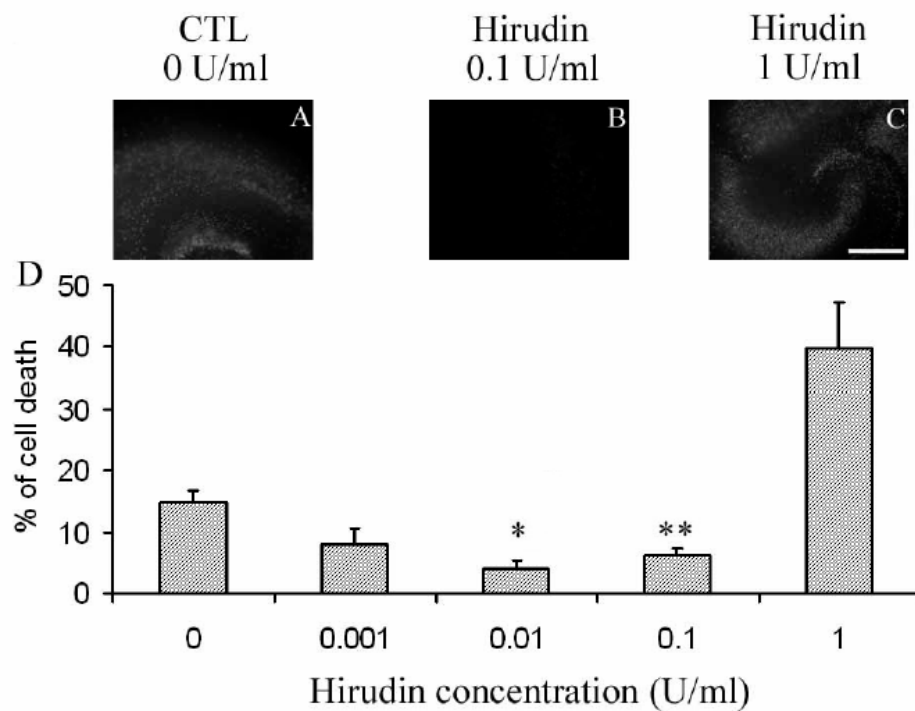 CTL Hirudin Hirudin
0 U/ml 0.1 U/ml 1 U/ml
A B C
D
50
40
30
20
10
0
% of cell death
* **
0 0.001 0.01 0.1 1
Hirudin concentration (U/ml)